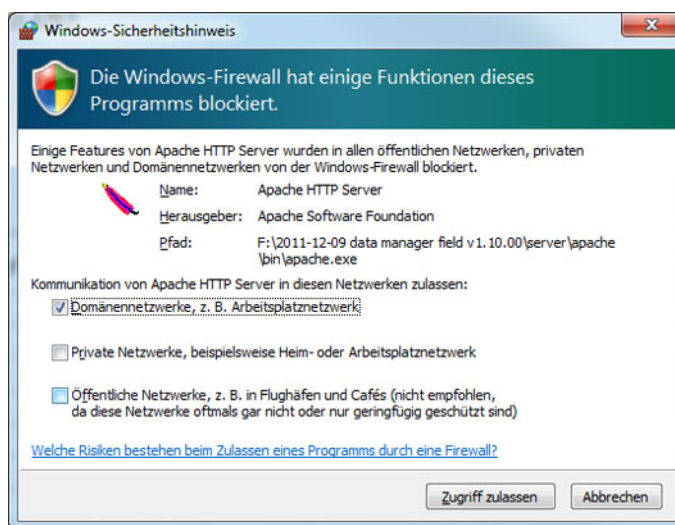 Windows-Sicherheitshinweis
Die Windows-Firewall hat einige Funktionen dieses
Programms blockiert.
Einige Features von Apache HTTP Server wurden in allen öffentlichen Netzwerken, privaten
Netzwerken und Domänennetzwerken von der Windows-Firewall blockiert.
Name: Apache HTTP Server
Herausgeber: Apache Software Foundation
Pfad: F:\2011-12-09 data manager field v1.10.00\server\apache
\bin\apache.exe
Kommunikation von Apache HTTP Server in diesen Netzwerken zulassen:
Domänennetzwerke, z. B. Arbeitsplatznetzwerk
Private Netzwerke, beispielsweise Heim- oder Arbeitsplatznetzwerk
Öffentliche Netzwerke, z. B. in Flughäfen und Cafés (nicht empfohlen,
da diese Netzwerke oftmals gar nicht oder nur geringfügig geschützt sind)
Welche Risiken bestehen beim Zulassen eines Programms durch eine Firewall?
Zugriff zulassen Abbrechen